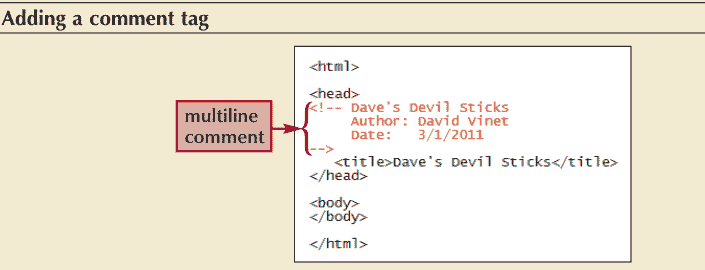 Adding a comment tag
<html>
<head>
<!-- Dave's Devil Sticks
Author: David Vinet
Date: 3/1/2011
-->
multiline
comment
<title>Dave's Devil Sticks</title>
</head>
<body>
</body>
</html>